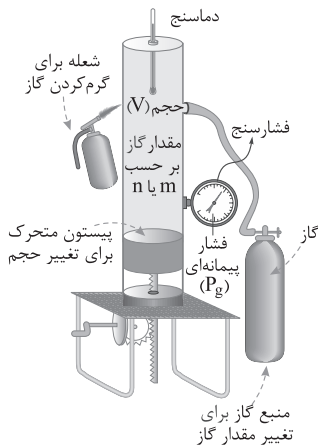 دماسنج
شعله برای
گرم‌کردن گاز
حجم (V)
فشارسنج
مقدار گاز
بر حسب
n یا m
پیستون متحرک
برای تغییر حجم
فشار
پیمانه‌ای
(Pg)
گاز
منبع گاز برای
تغییر مقدار گاز